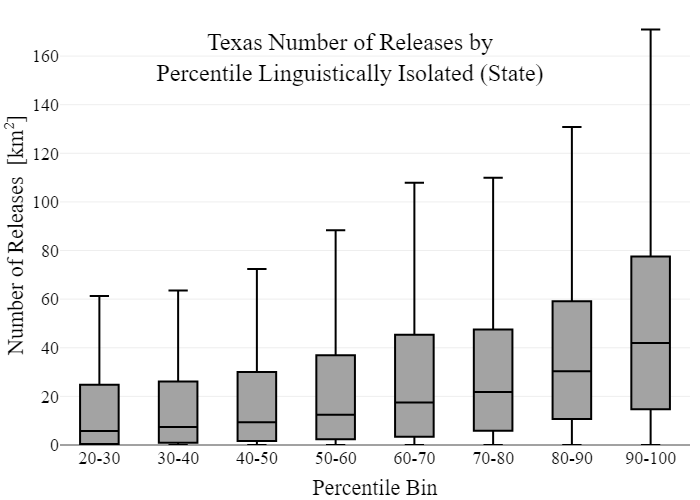 Texas Number of Releases by
Percentile Linguistically Isolated (State)
Number of Releases [km²]
160
140
120
100
80
60
40
20
0
20-30 30-40 40-50 50-60 60-70 70-80 80-90 90-100
Percentile Bin